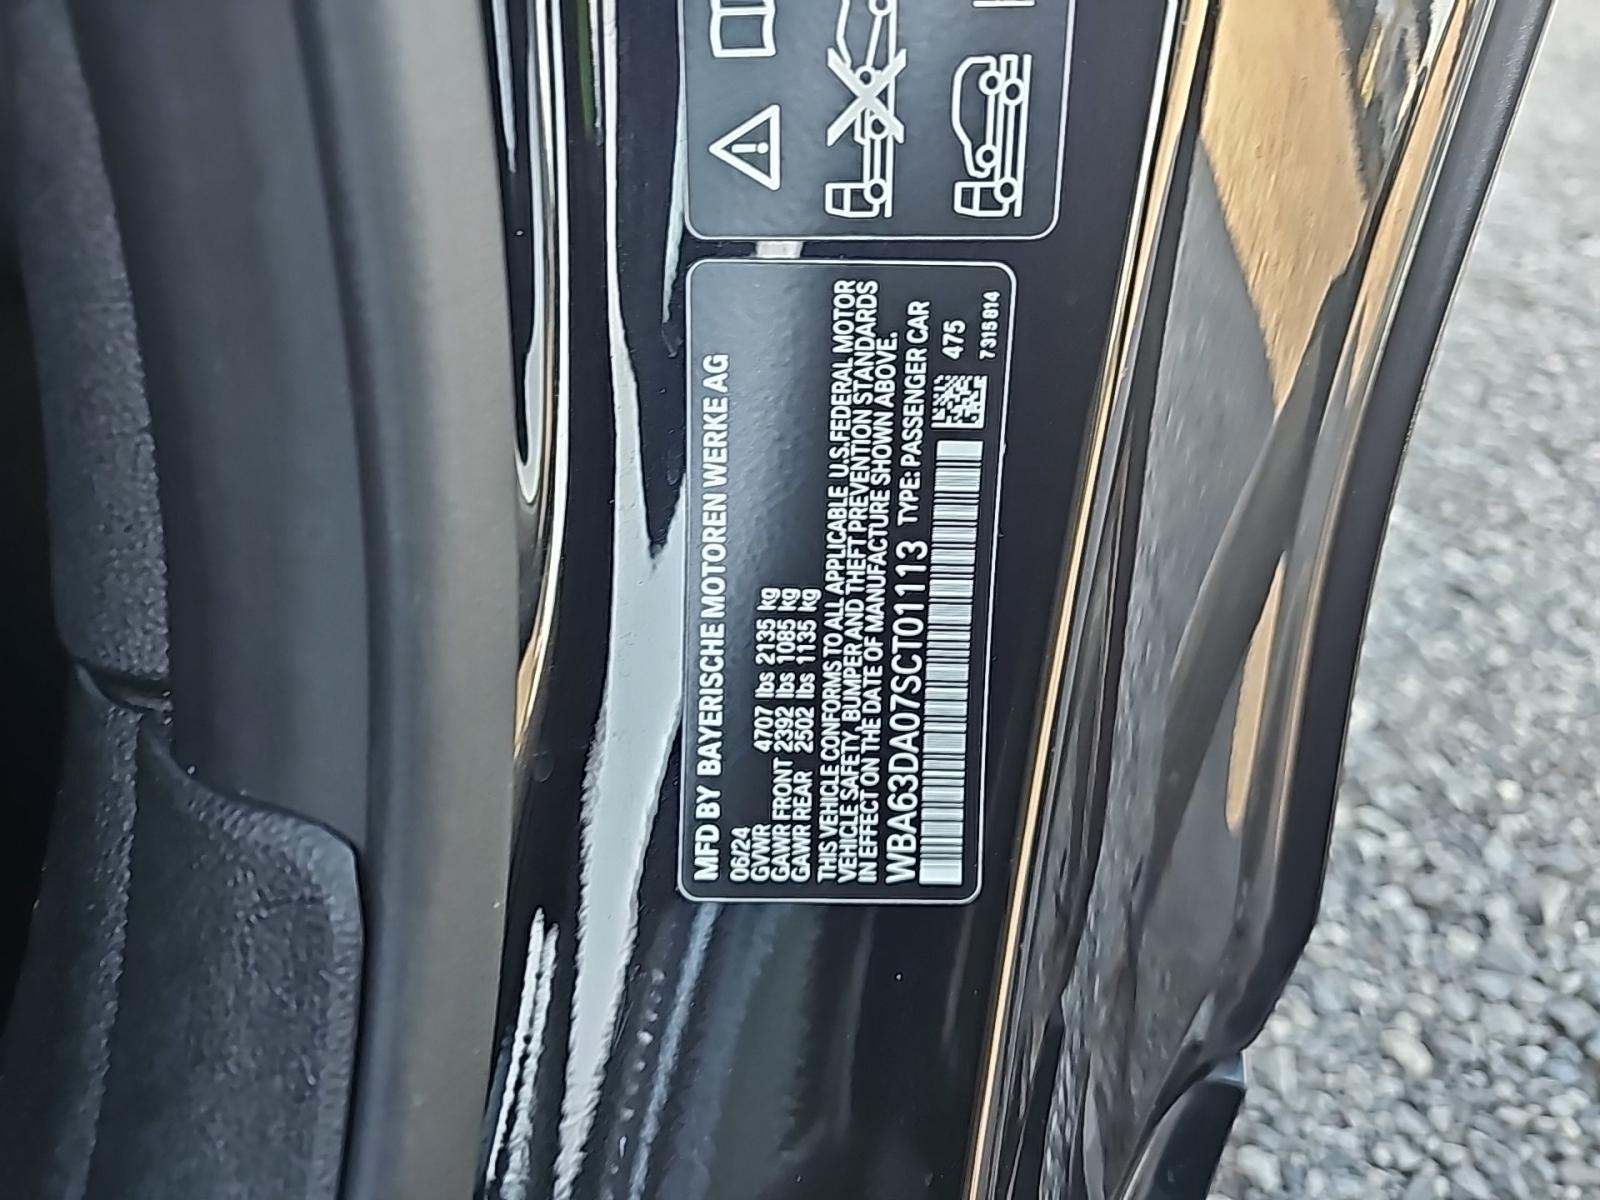 MFD BY BAYERISCHE MOTOREN WERKE AG
06/24
GVWR 4707 lbs 2135 kg
GAWR FRONT 2392 lbs 1085 kg
GAWR REAR 2502 lbs 1135 kg
THIS VEHICLE CONFORMS TO ALL APPLICABLE U.S.FEDERAL MOTOR
VEHICLE SAFETY, BUMPER AND THEFT PREVENTION STANDARDS
IN EFFECT ON THE DATE OF MANUFACTURE SHOWN ABOVE.
WBA63DA07SCT01113 TYPE: PASSENGER CAR
475
7315814